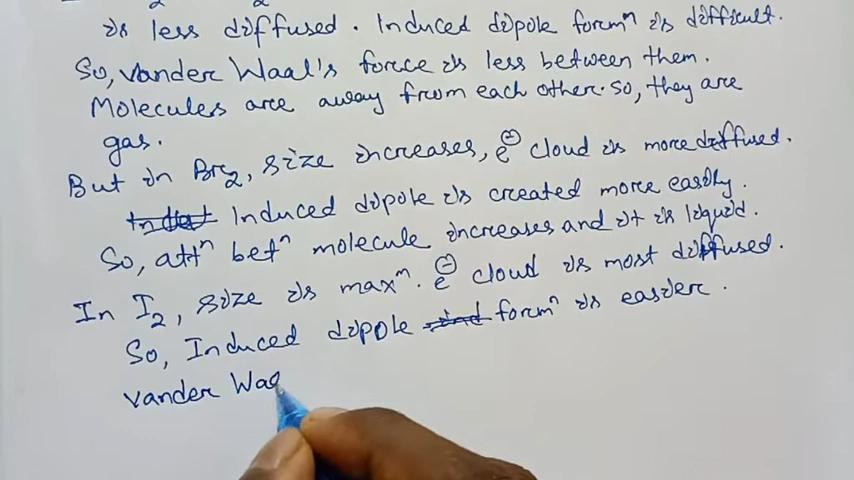 is less diffused. Induced dipole formⁿ is difficult.
So, vander Waal's force is less between them.
Molecules are away from each other. so, they are
gas.
But in Br₂, size increases, e⊖ cloud is more diffused.
Induced dipole is created more easily.
So, attⁿ betⁿ molecule increases and it is liquid.
In I₂, size is maxᵐ. e⊖ cloud is most diffused.
So, Induced dipole formⁿ is easier.
vander Waa